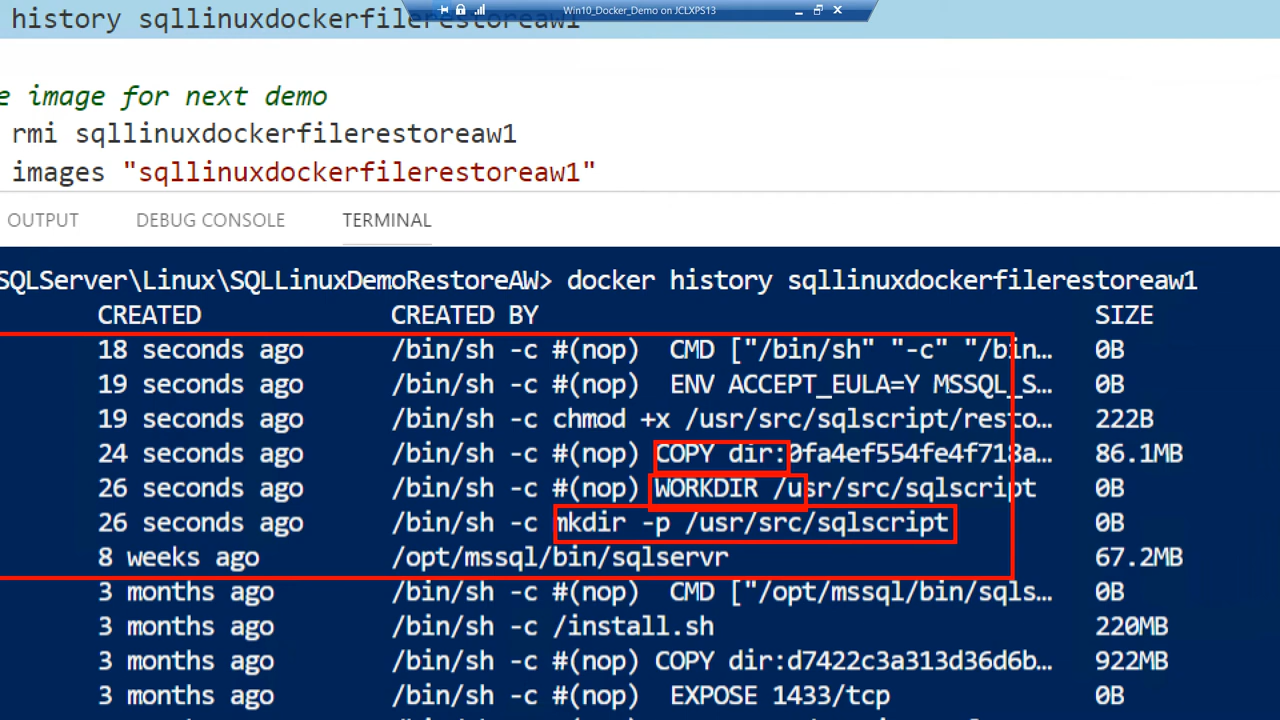 history sqllinuxdockerfilerestoreaw1
Win10_Docker_Demo on JCLXPS13
e image for next demo
rmi sqllinuxdockerfilerestoreaw1
images "sqllinuxdockerfilerestoreaw1"
OUTPUT DEBUG CONSOLE TERMINAL
SQLServer\Linux\SQLLinuxDemoRestoreAW> docker history sqllinuxdockerfilerestoreaw1
CREATED CREATED BY SIZE
18 seconds ago /bin/sh -c #(nop) CMD ["/bin/sh" "-c" "/bin… 0B
19 seconds ago /bin/sh -c #(nop) ENV ACCEPT_EULA=Y MSSQL_S… 0B
19 seconds ago /bin/sh -c chmod +x /usr/src/sqlscript/resto… 222B
24 seconds ago /bin/sh -c #(nop) COPY dir:0fa4ef554fe4f718a… 86.1MB
26 seconds ago /bin/sh -c #(nop) WORKDIR /usr/src/sqlscript 0B
26 seconds ago /bin/sh -c mkdir -p /usr/src/sqlscript 0B
8 weeks ago /opt/mssql/bin/sqlservr 67.2MB
3 months ago /bin/sh -c #(nop) CMD ["/opt/mssql/bin/sqls… 0B
3 months ago /bin/sh -c /install.sh 220MB
3 months ago /bin/sh -c #(nop) COPY dir:d7422c3a313d36d6b… 922MB
3 months ago /bin/sh -c #(nop) EXPOSE 1433/tcp 0B